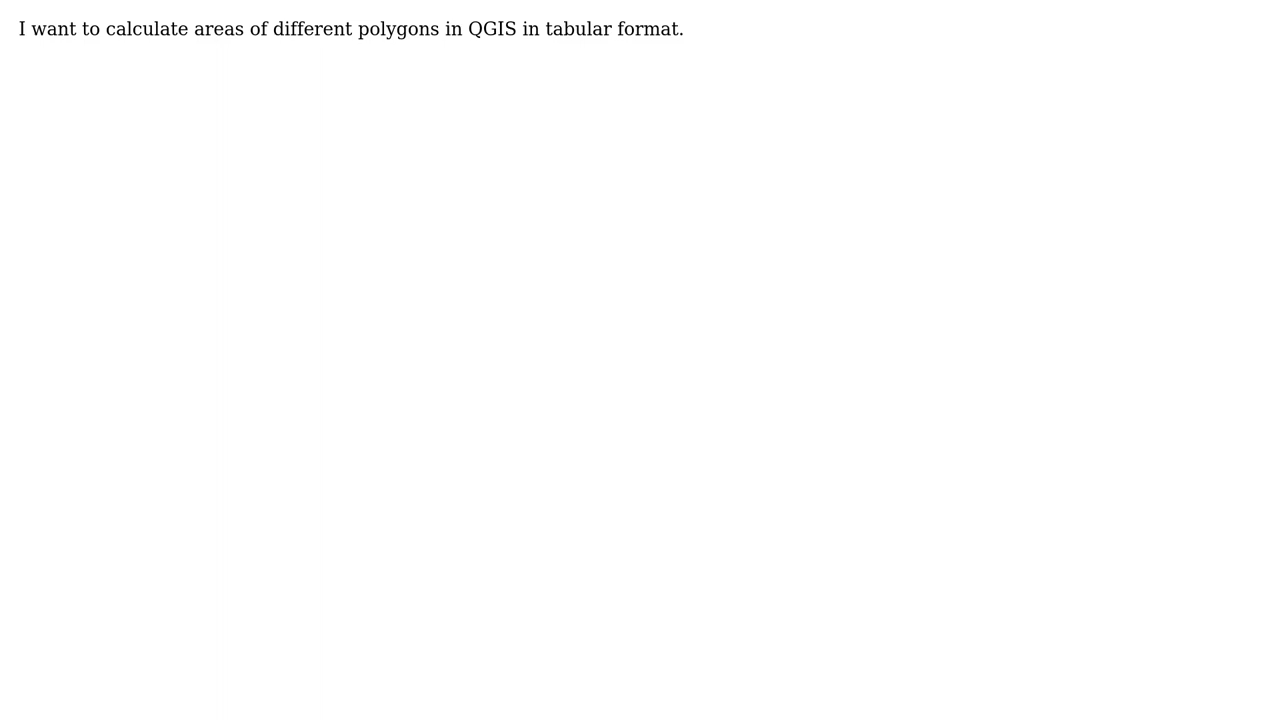 I want to calculate areas of different polygons in QGIS in tabular format.